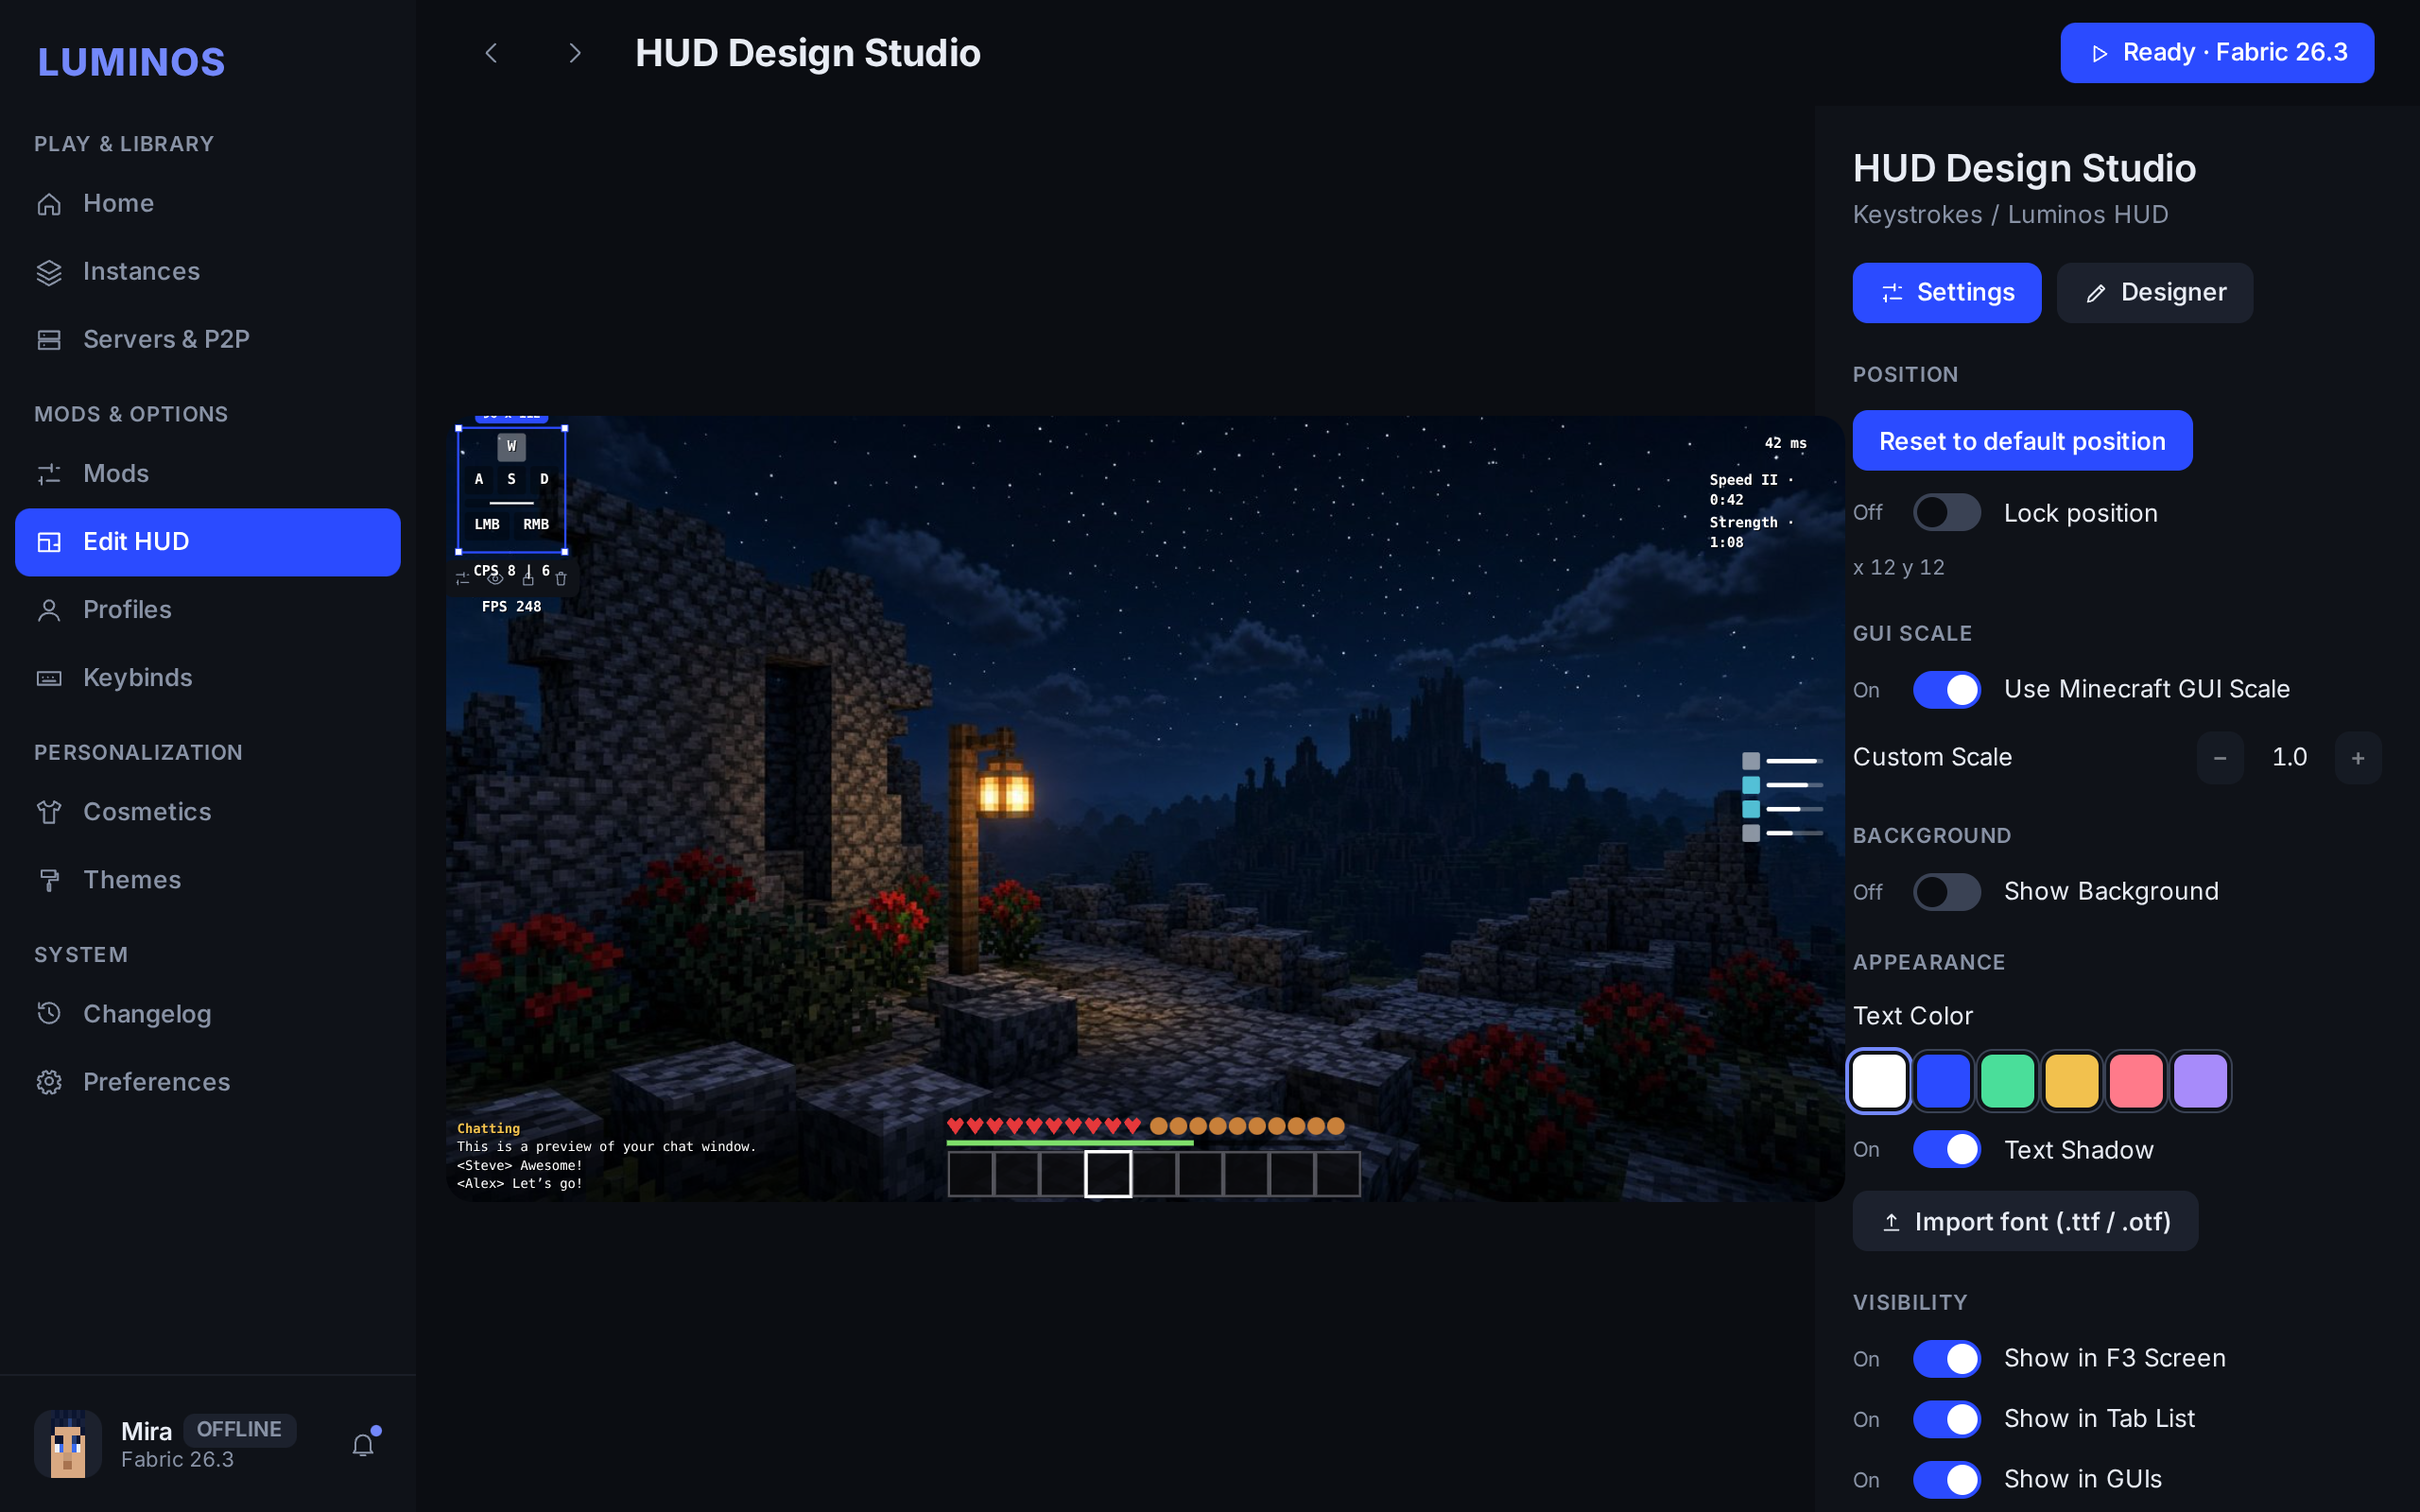 LUMINOS
PLAY & LIBRARY
Home
Instances
Servers & P2P
MODS & OPTIONS
Mods
Edit HUD
Profiles
Keybinds
PERSONALIZATION
Cosmetics
Themes
SYSTEM
Changelog
Preferences
Mira OFFLINE
Fabric 26.3
HUD Design Studio
Ready · Fabric 26.3
W
A S D
LMB RMB
CPS 8 | 6
FPS 248
42 ms
Speed II ·
0:42
Strength ·
1:08
Chatting
This is a preview of your chat window.
<Steve> Awesome!
<Alex> Let’s go!
HUD Design Studio
Keystrokes / Luminos HUD
Settings
Designer
POSITION
Reset to default position
Off Lock position
x 12 y 12
GUI SCALE
On Use Minecraft GUI Scale
Custom Scale − 1.0 +
BACKGROUND
Off Show Background
APPEARANCE
Text Color
On Text Shadow
Import font (.ttf / .otf)
VISIBILITY
On Show in F3 Screen
On Show in Tab List
On Show in GUIs